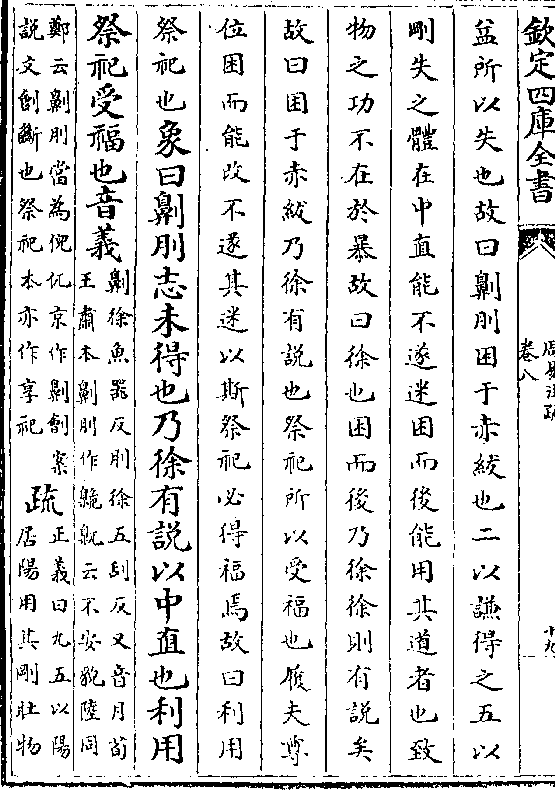 欽定四庫全書
周易注疏
卷八
十九
益所以失也故曰劓刖困于赤紱也二以謙得之五以
剛失之體在中直能不遂迷困而後能用其道者也致
物之功不在於暴故曰徐也困而後乃徐徐則有説矣
故曰困于赤紱乃徐有説也祭祀所以受福也履夫尊
位困而能改不遂其迷以斯祭祀必得福焉故曰利用
祭祀也象曰劓刖志未得也乃徐有説以中直也利用
祭祀受福也音義
劓徐魚器反刖徐五刮反又音月荀
王肅本劓刖作臲𠨜云不安貌陸同
鄭云劓刖當為倪㐳京作劓劊案
説文劊斷也祭祀本亦作享祀
疏
正義曰九五以陽
居陽用其剛壯物